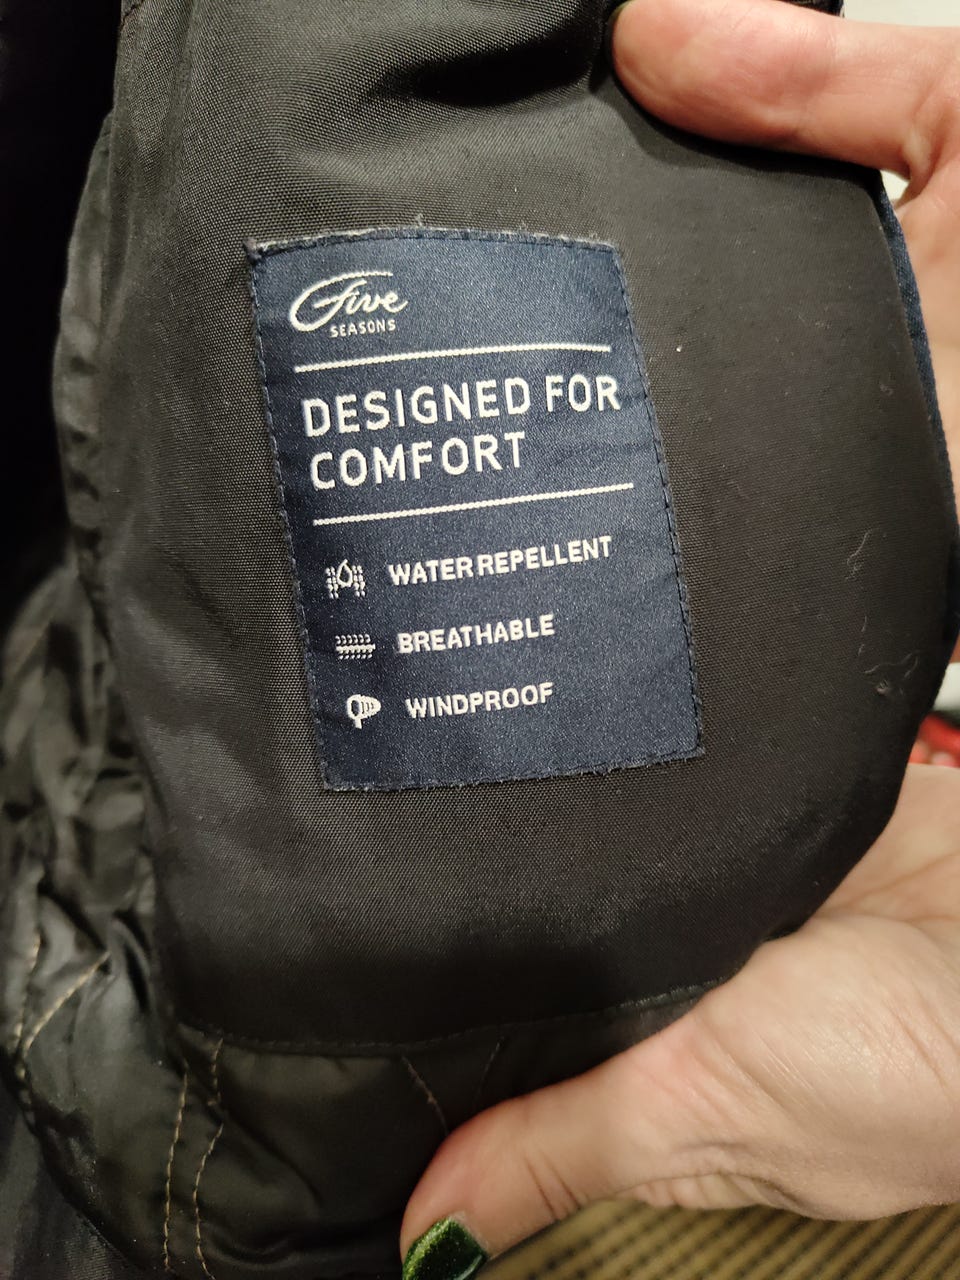 Five
SEASONS
DESIGNED FOR
COMFORT
WATER REPELLENT
BREATHABLE
WINDPROOF